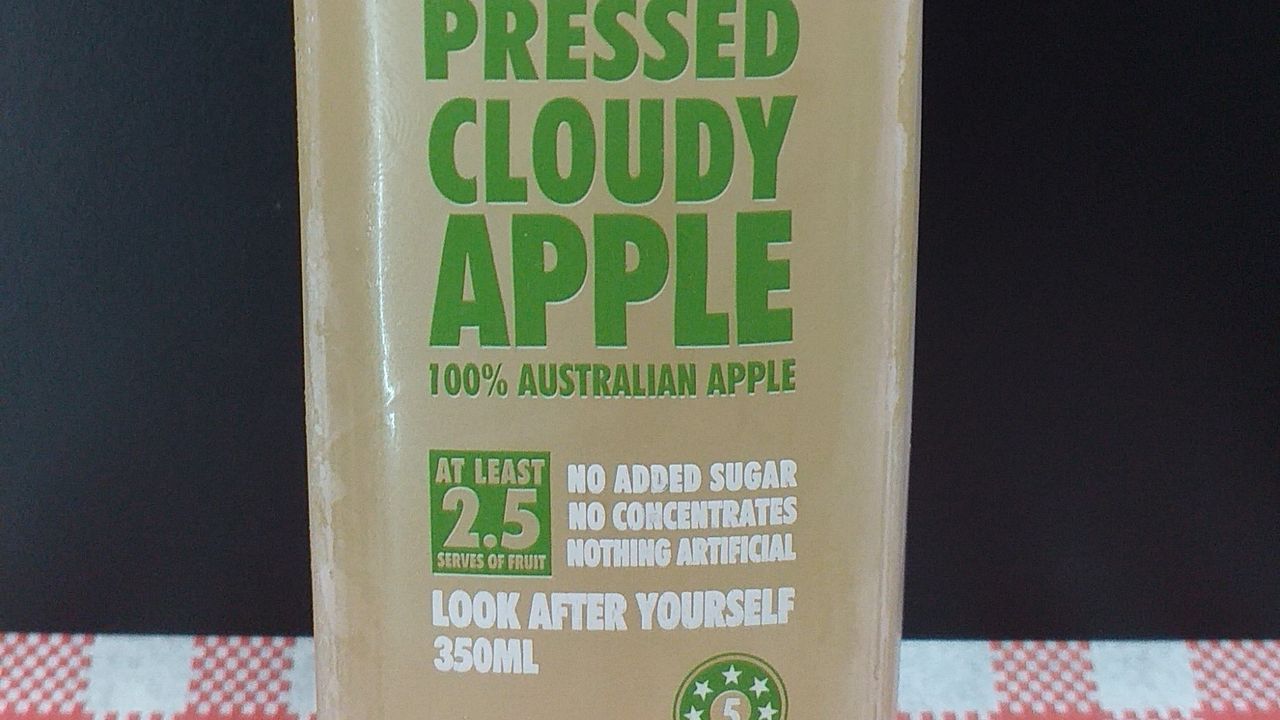 PRESSED
CLOUDY
APPLE
100% AUSTRALIAN APPLE
AT LEAST
2.5
SERVES OF FRUIT
NO ADDED SUGAR
NO CONCENTRATES
NOTHING ARTIFICIAL
LOOK AFTER YOURSELF
350ML
5